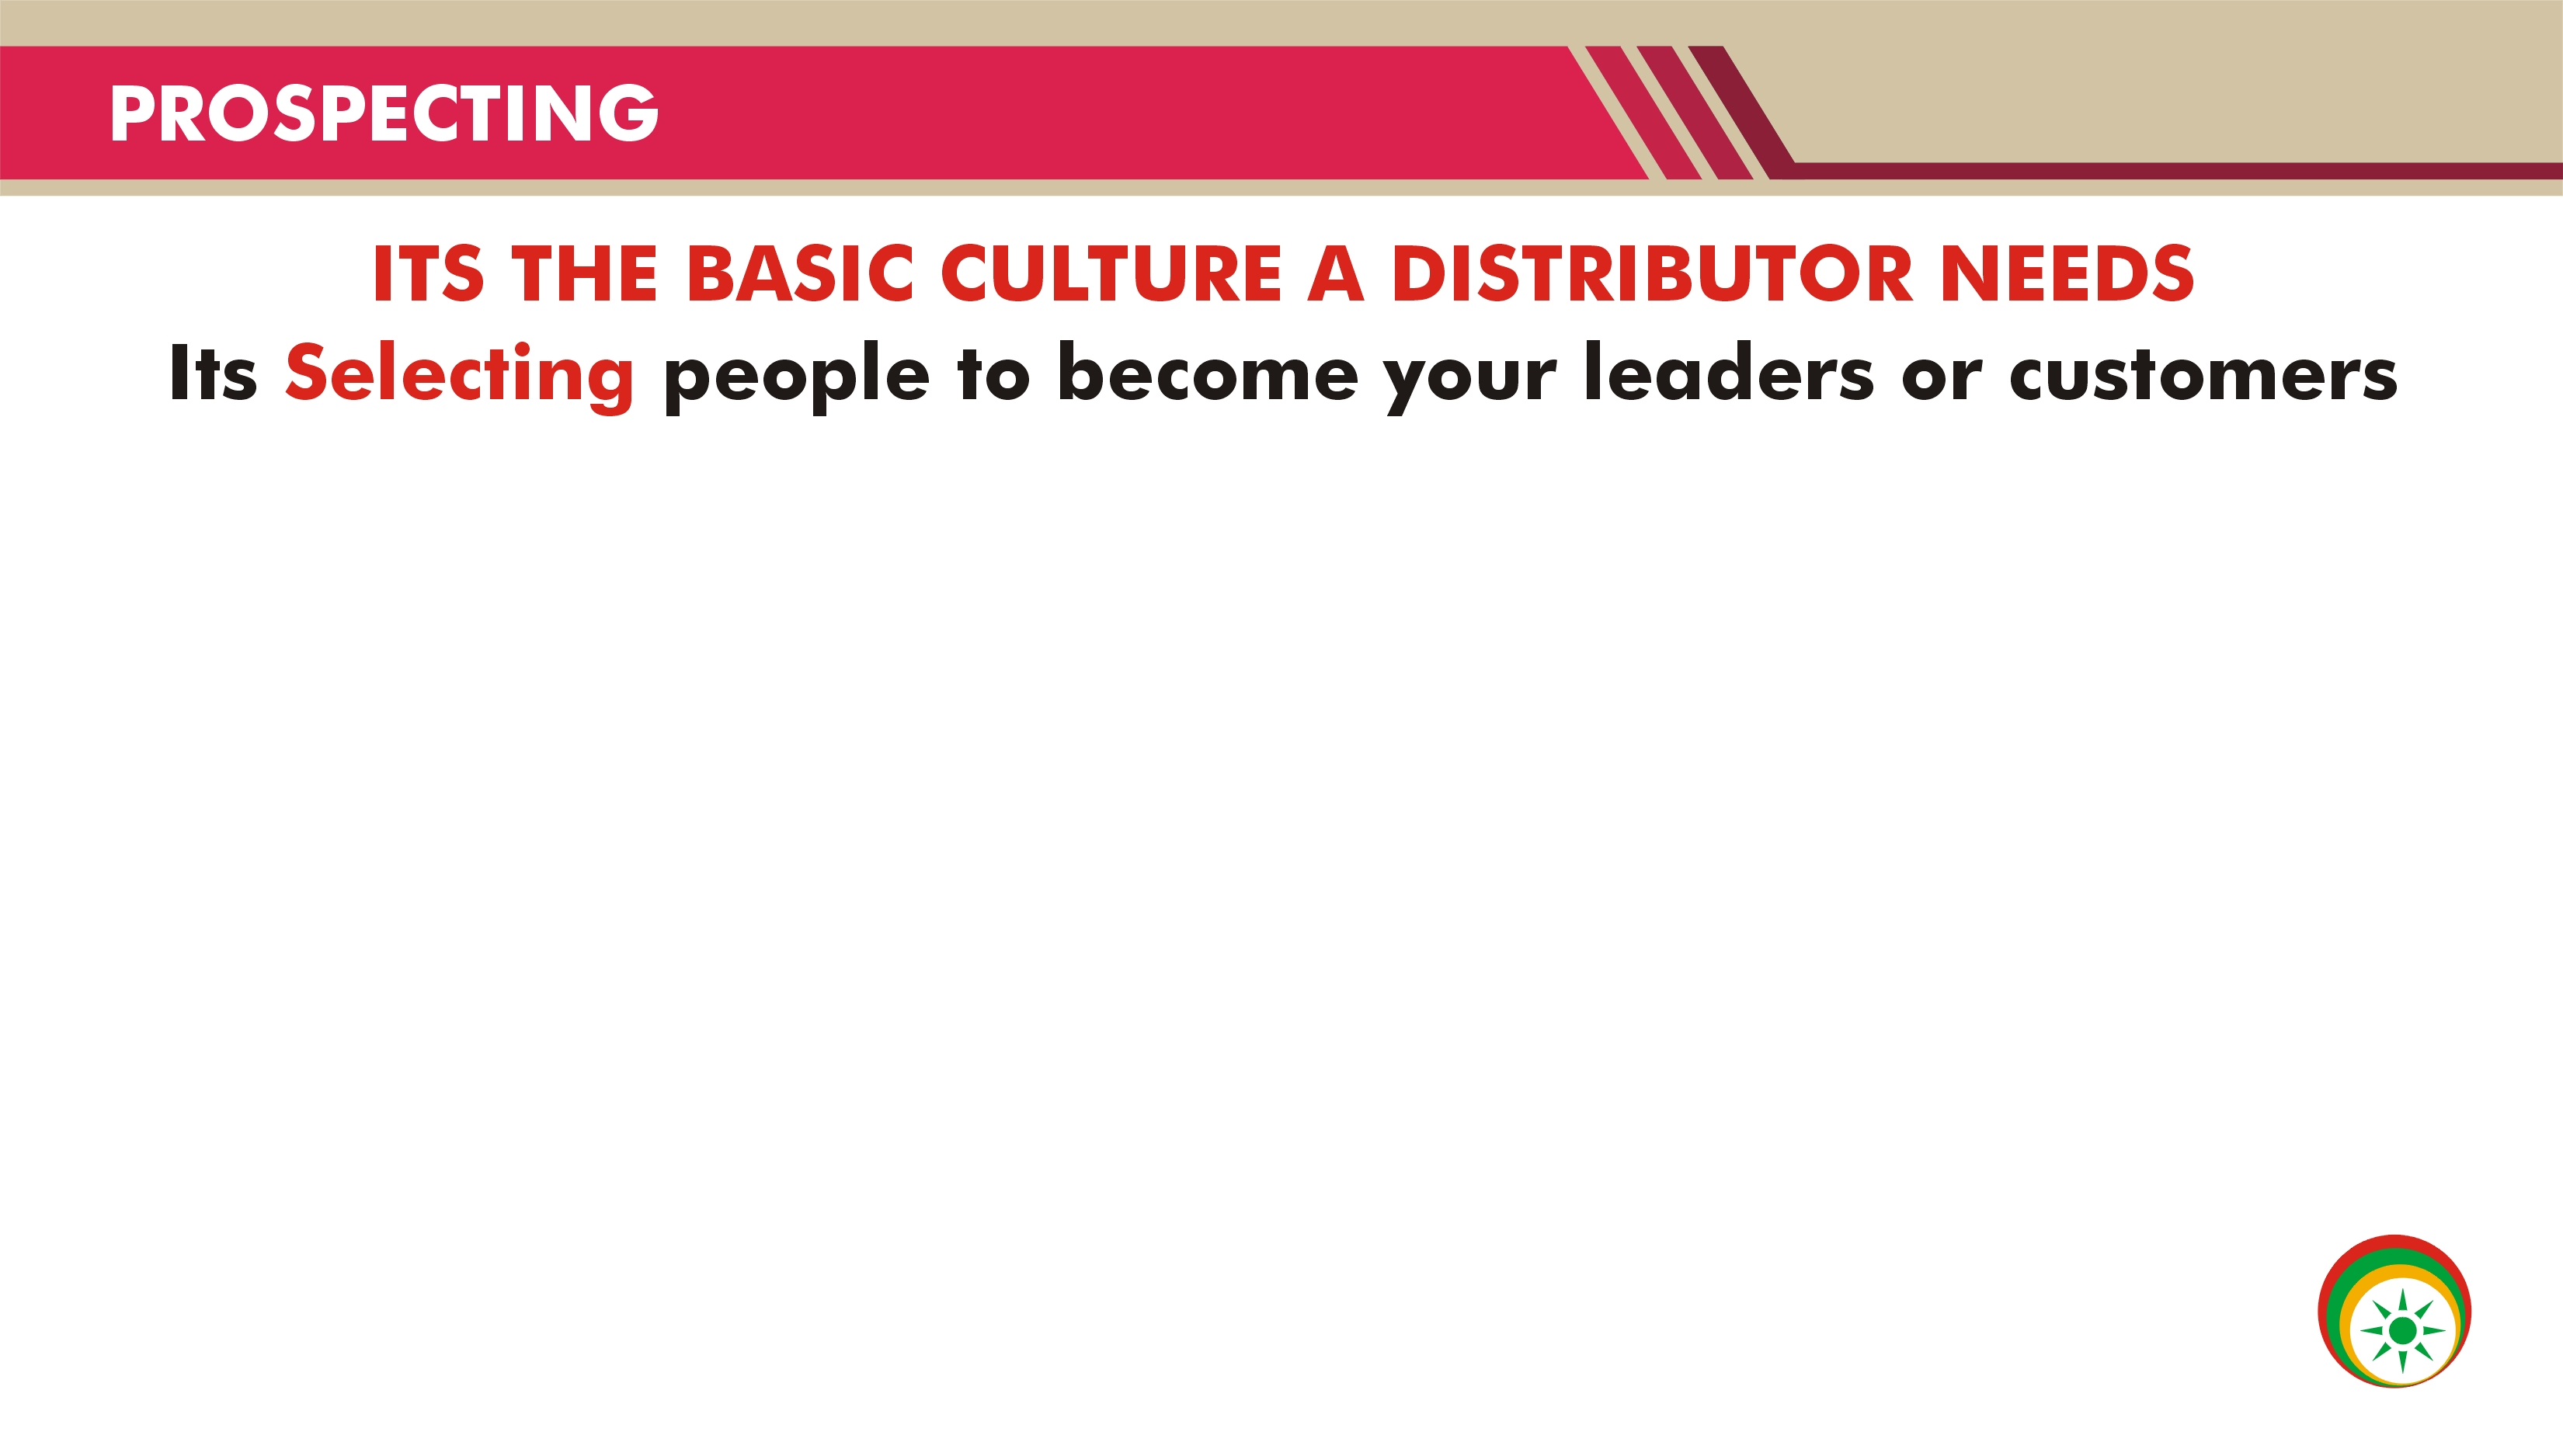 PROSPECTING
ITS THE BASIC CULTURE A DISTRIBUTOR NEEDS
Its Selecting people to become your leaders or customers